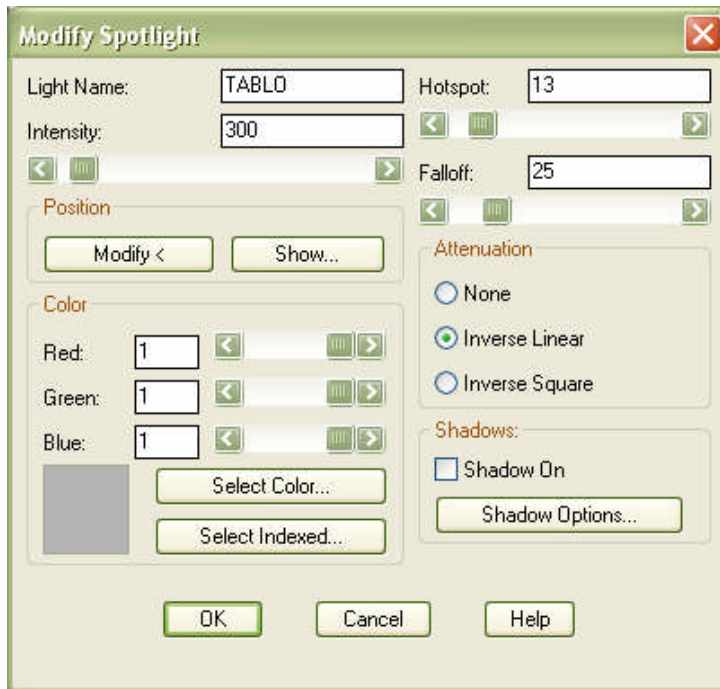 Modify Spotlight
Light Name: TABLO
Intensity: 300
Position
Modify <
Show...
Color
Red: 1
Green: 1
Blue: 1
Select Color...
Select Indexed...
Hotspot: 13
Falloff: 25
Attenuation
None
Inverse Linear
Inverse Square
Shadows:
Shadow On
Shadow Options...
OK
Cancel
Help